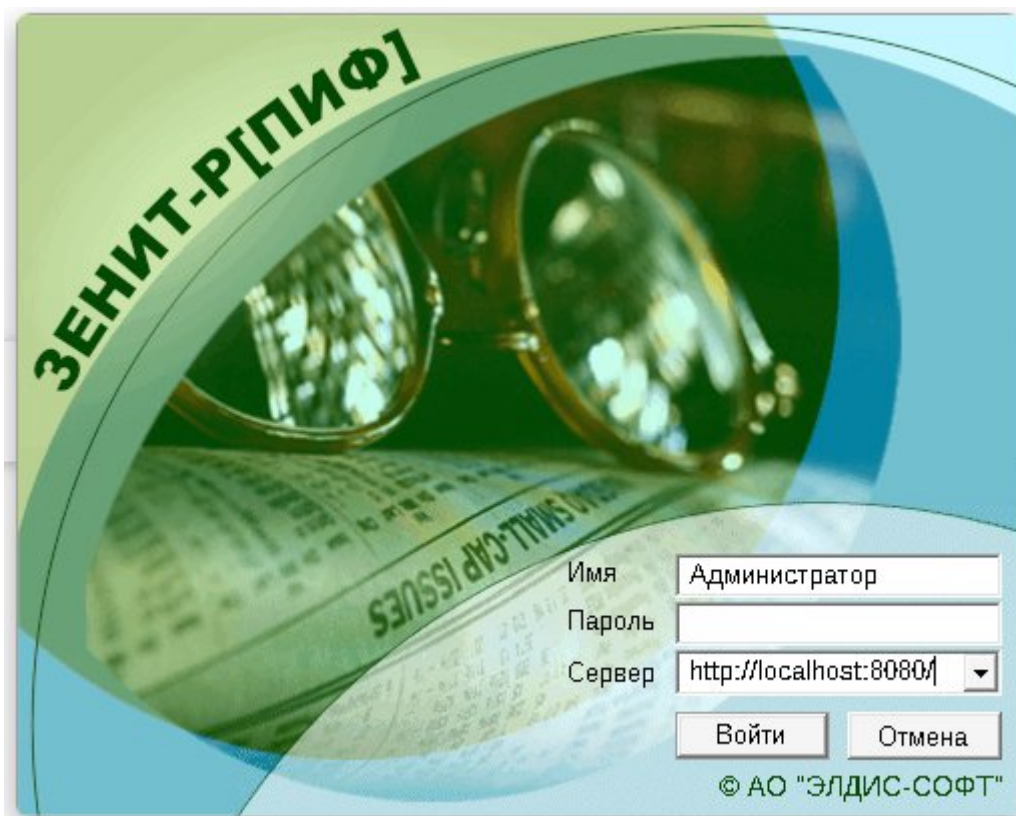 ЗЕНИТ-Р[ПИФ]
SMALL-CAP ISSUES
Имя Администратор
Пароль
Сервер http://localhost:8080/
Войти Отмена
© АО "ЭЛДИС-СОФТ"